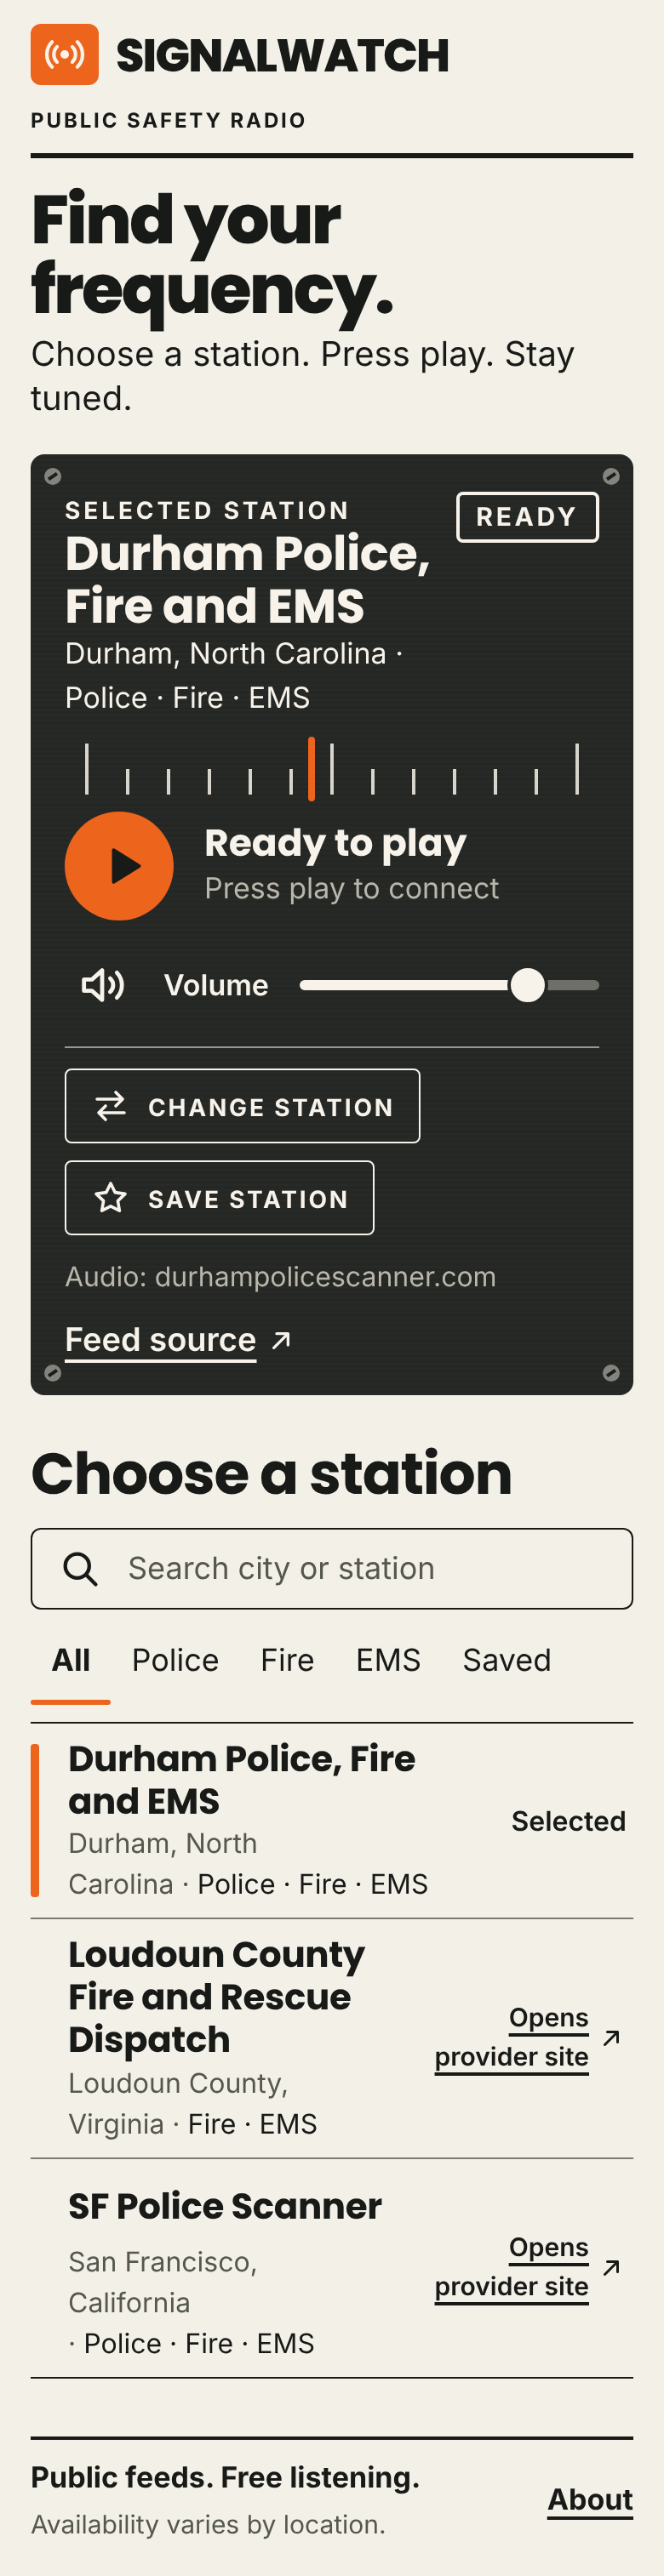 SIGNALWATCH
PUBLIC SAFETY RADIO
Find your
frequency.
Choose a station. Press play. Stay
tuned.
SELECTED STATION
READY
Durham Police,
Fire and EMS
Durham, North Carolina ·
Police · Fire · EMS
Ready to play
Press play to connect
Volume
CHANGE STATION
SAVE STATION
Audio: durhampolicescanner.com
Feed source
Choose a station
Search city or station
All Police Fire EMS Saved
Durham Police, Fire
and EMS
Durham, North
Carolina · Police · Fire · EMS
Selected
Loudoun County
Fire and Rescue
Dispatch
Loudoun County,
Virginia · Fire · EMS
Opens
provider site
SF Police Scanner
San Francisco,
California
· Police · Fire · EMS
Opens
provider site
Public feeds. Free listening.
Availability varies by location.
About